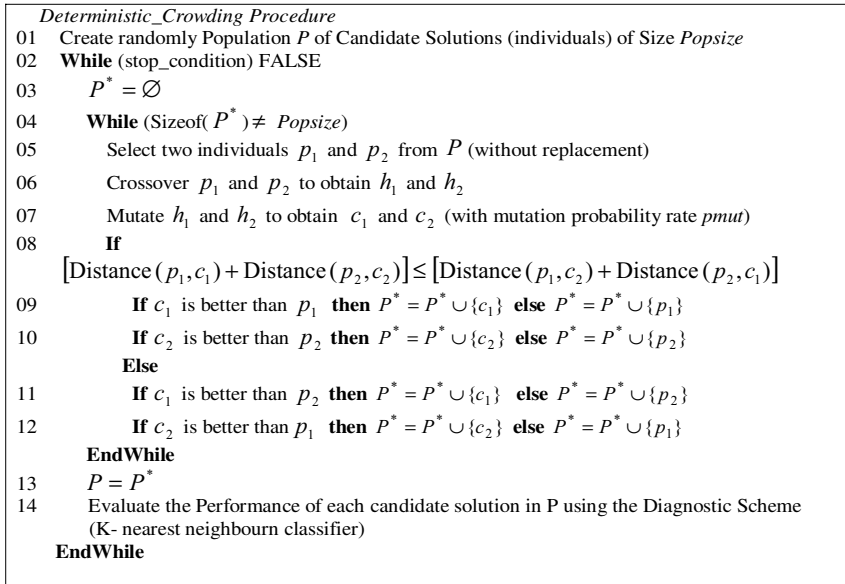 Deterministic_Crowding Procedure
01 Create randomly Population P of Candidate Solutions (individuals) of Size Popsize
02 While (stop_condition) FALSE
03 P* = ∅
04 While (Sizeof( P* ) ≠ Popsize)
05 Select two individuals p₁ and p₂ from P (without replacement)
06 Crossover p₁ and p₂ to obtain h₁ and h₂
07 Mutate h₁ and h₂ to obtain c₁ and c₂ (with mutation probability rate pmut)
08 If
[Distance(p₁,c₁) + Distance(p₂,c₂)] ≤ [Distance(p₁,c₂) + Distance(p₂,c₁)]
09 If c₁ is better than p₁ then P* = P* ∪ {c₁} else P* = P* ∪ {p₁}
10 If c₂ is better than p₂ then P* = P* ∪ {c₂} else P* = P* ∪ {p₂}
Else
11 If c₁ is better than p₂ then P* = P* ∪ {c₁} else P* = P* ∪ {p₂}
12 If c₂ is better than p₁ then P* = P* ∪ {c₂} else P* = P* ∪ {p₁}
EndWhile
13 P = P*
14 Evaluate the Performance of each candidate solution in P using the Diagnostic Scheme
(K- nearest neighbourn classifier)
EndWhile